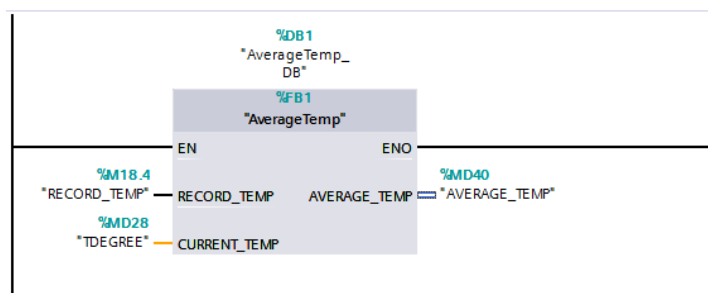 %DB1
"AverageTemp_
DB"
%FB1
"AverageTemp"
EN ENO
%M18.4
"RECORD_TEMP" RECORD_TEMP AVERAGE_TEMP %MD40 "AVERAGE_TEMP"
%MD28
"TDEGREE" CURRENT_TEMP